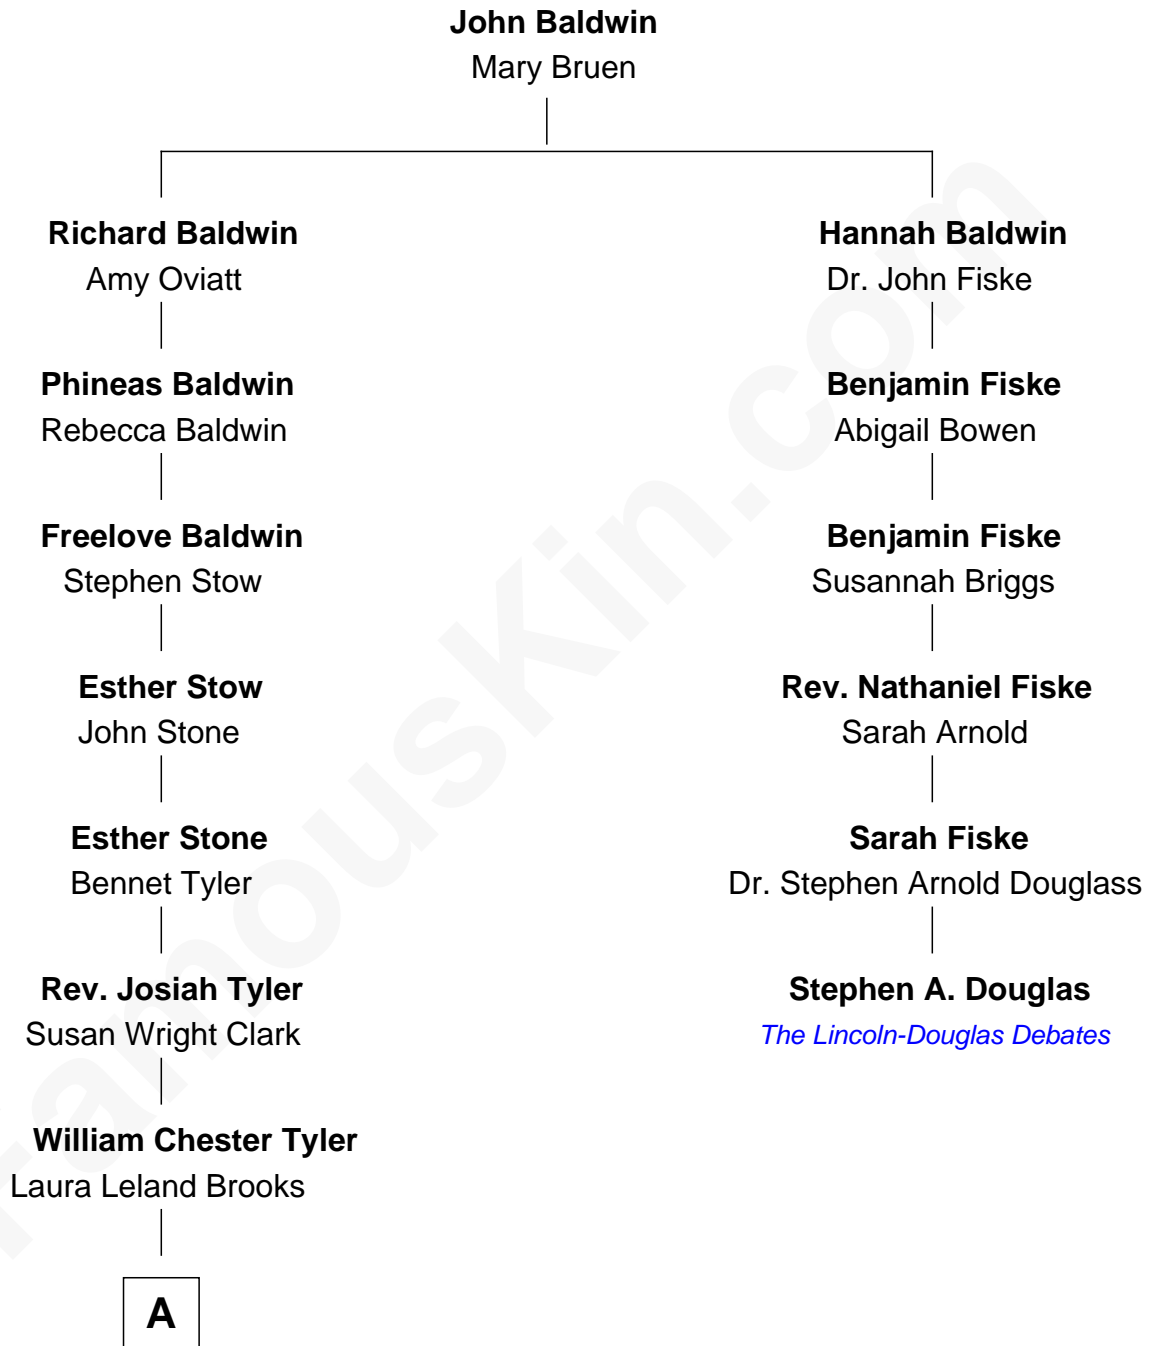 John Baldwin
Mary Bruen
Richard Baldwin
Amy Oviatt
Hannah Baldwin
Dr. John Fiske
Phineas Baldwin
Rebecca Baldwin
Benjamin Fiske
Abigail Bowen
Freelove Baldwin
Stephen Stow
Benjamin Fiske
Susannah Briggs
Esther Stow
John Stone
Rev. Nathaniel Fiske
Sarah Arnold
Esther Stone
Bennet Tyler
Sarah Fiske
Dr. Stephen Arnold Douglass
Rev. Josiah Tyler
Susan Wright Clark
Stephen A. Douglas
The Lincoln-Douglas Debates
William Chester Tyler
Laura Leland Brooks
A
FamousKin.com